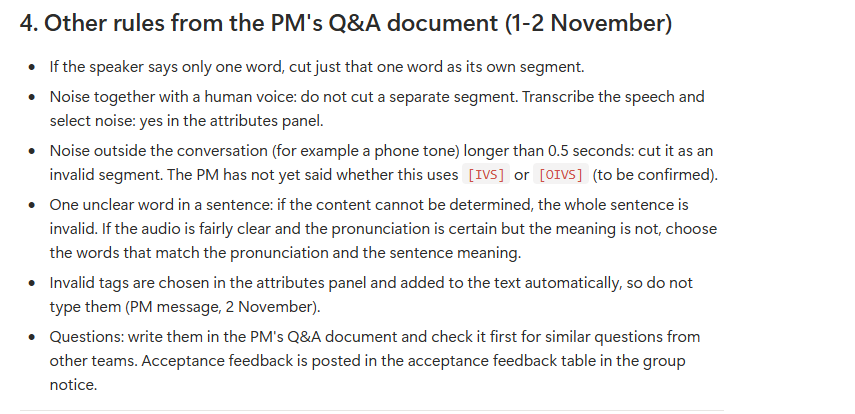 4. Other rules from the PM's Q&A document (1-2 November)
If the speaker says only one word, cut just that one word as its own segment.
Noise together with a human voice: do not cut a separate segment. Transcribe the speech and
select noise: yes in the attributes panel.
Noise outside the conversation (for example a phone tone) longer than 0.5 seconds: cut it as an
invalid segment. The PM has not yet said whether this uses [IVS] or [OIVS] (to be confirmed).
One unclear word in a sentence: if the content cannot be determined, the whole sentence is
invalid. If the audio is fairly clear and the pronunciation is certain but the meaning is not, choose
the words that match the pronunciation and the sentence meaning.
Invalid tags are chosen in the attributes panel and added to the text automatically, so do not
type them (PM message, 2 November).
Questions: write them in the PM's Q&A document and check it first for similar questions from
other teams. Acceptance feedback is posted in the acceptance feedback table in the group
notice.